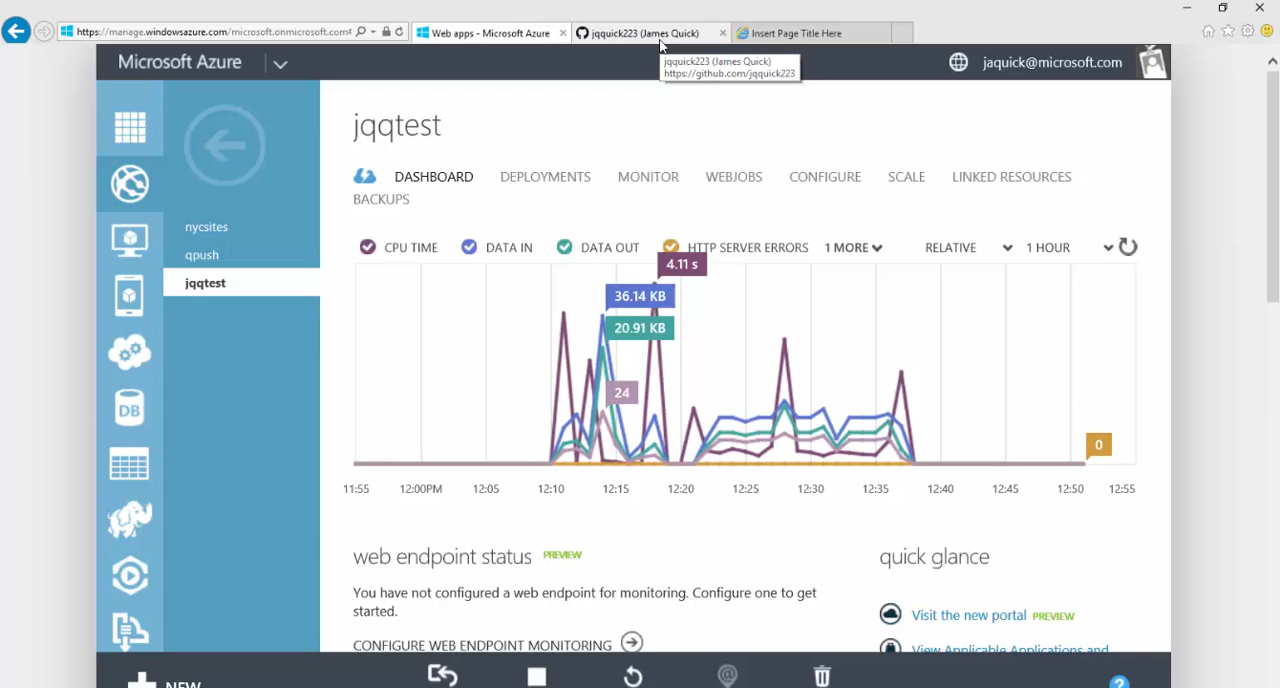 https://manage.windowsazure.com/microsoft.onmicrosoft.com#
Web apps - Microsoft Azure
jqquick223 (James Quick)
Insert Page Title Here
jqquick223 (James Quick)
https://github.com/jqquick223
Microsoft Azure
jaquick@microsoft.com
jqqtest
DASHBOARD DEPLOYMENTS MONITOR WEBJOBS CONFIGURE SCALE LINKED RESOURCES
BACKUPS
nycsites
qpush
jqqtest
CPU TIME DATA IN DATA OUT HTTP SERVER ERRORS 1 MORE RELATIVE 1 HOUR
4.11 s
36.14 KB
20.91 KB
24
0
11:55 12:00PM 12:05 12:10 12:15 12:20 12:25 12:30 12:35 12:40 12:45 12:50 12:55
DB
web endpoint status PREVIEW
You have not configured a web endpoint for monitoring. Configure one to get
started.
CONFIGURE WEB ENDPOINT MONITORING
quick glance
Visit the new portal PREVIEW
View Applicable Applications and
NEW
?